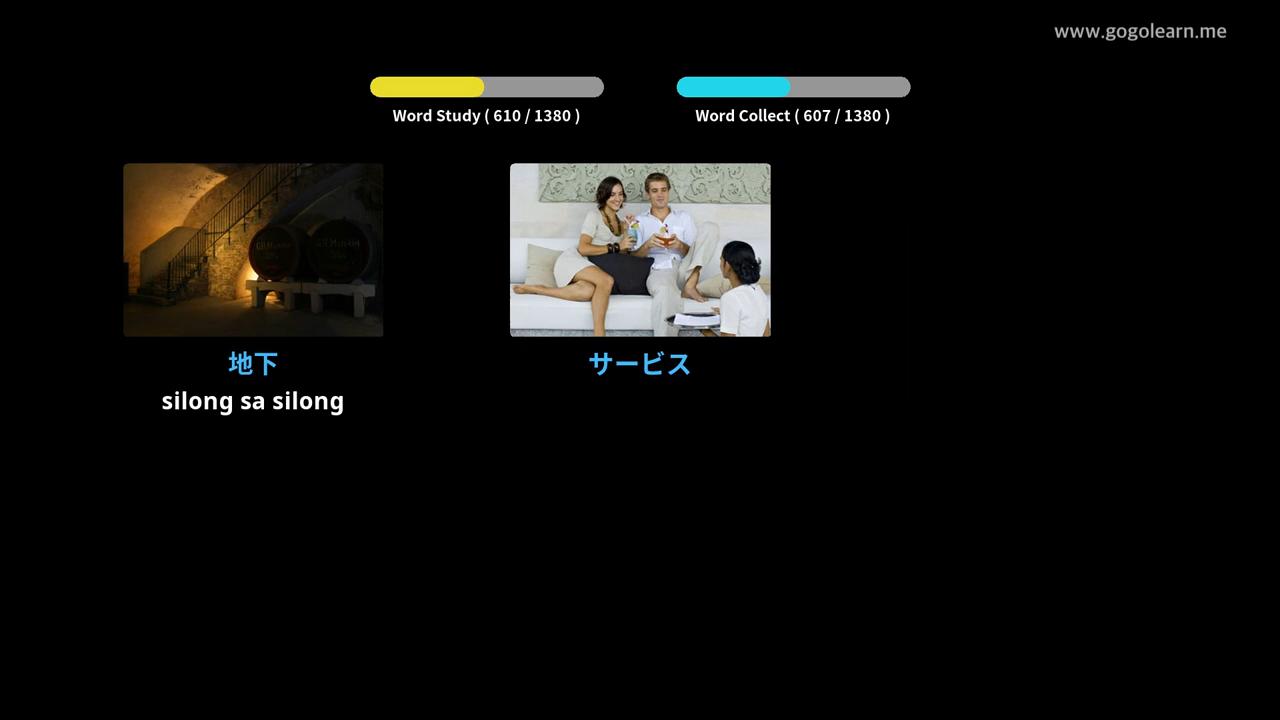 www.gogolearn.me
Word Study ( 610 / 1380 )
Word Collect ( 607 / 1380 )
地下
silong sa silong
サービス